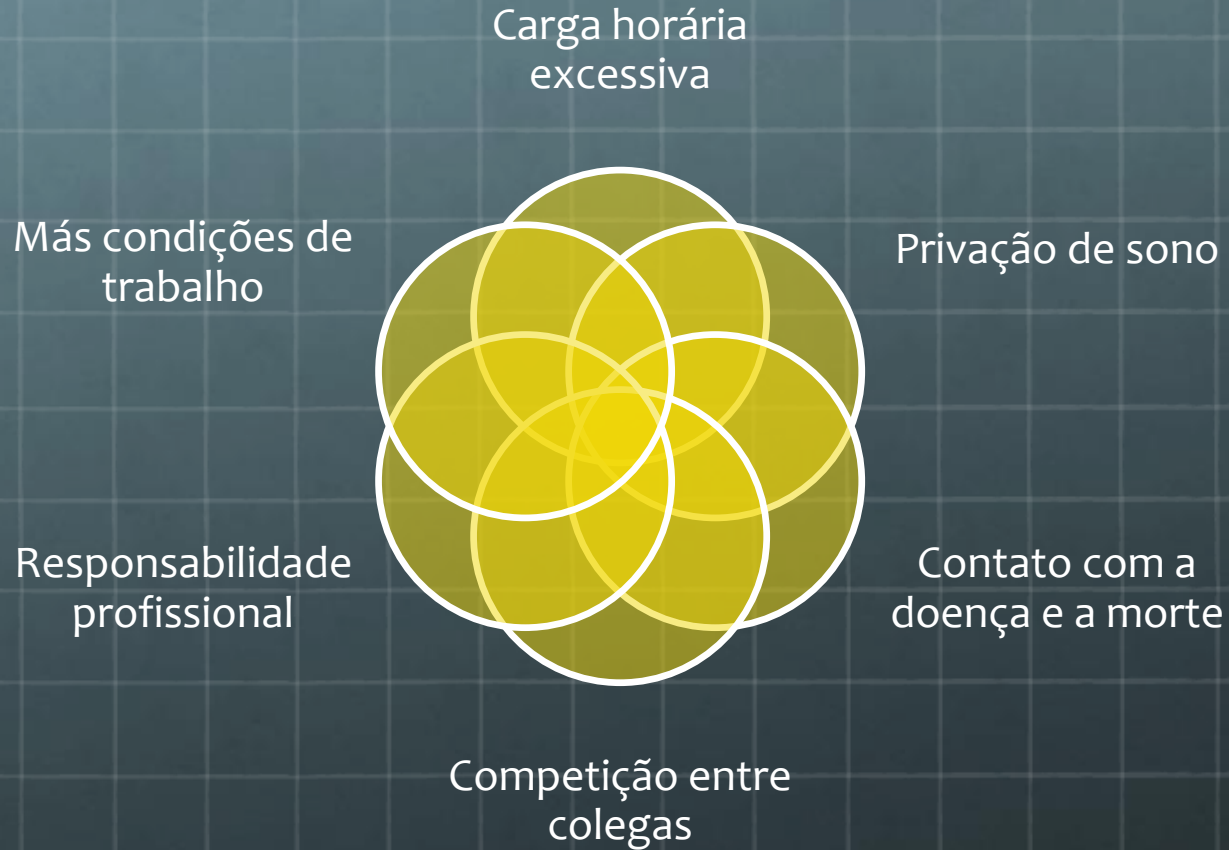 Carga horária
excessiva
Más condições de
trabalho
Privação de sono
Responsabilidade
profissional
Contato com a
doença e a morte
Competição entre
colegas